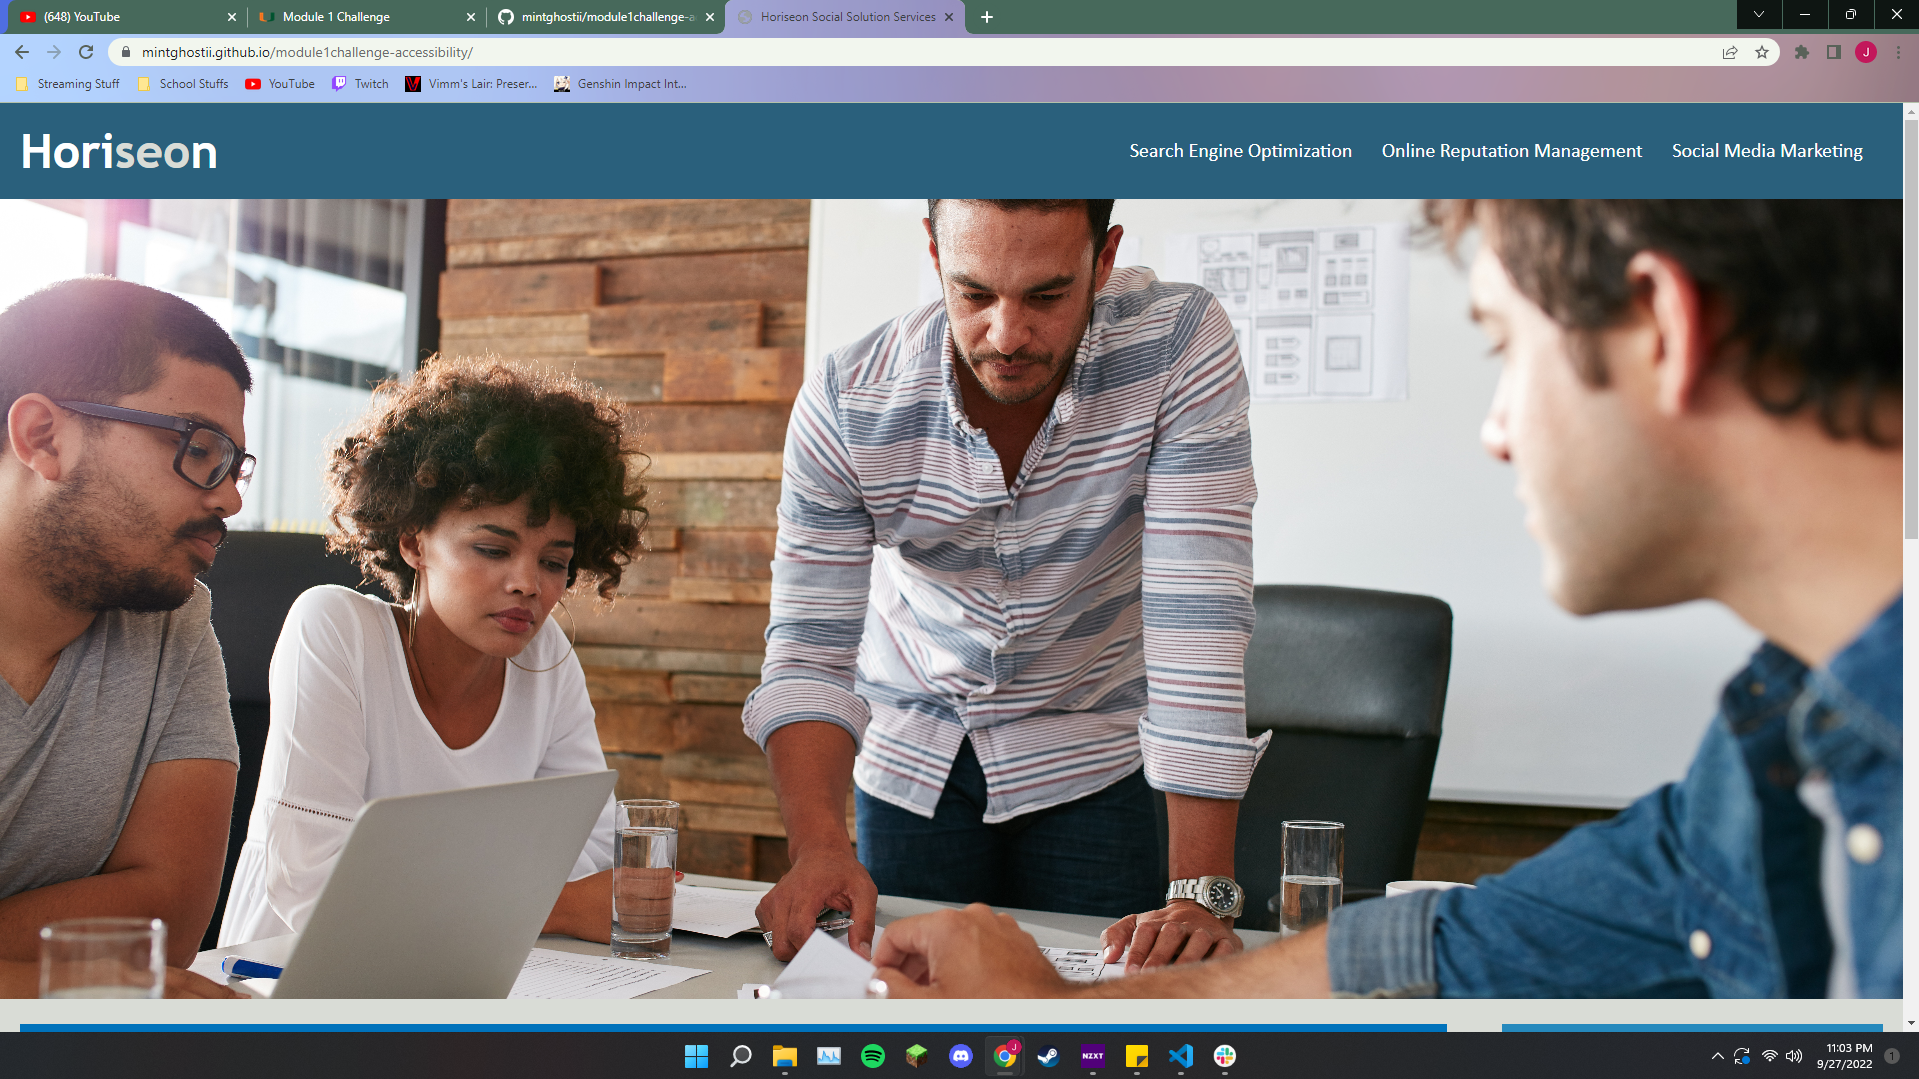 (648) YouTube
Module 1 Challenge
mintghostii/module1challenge-a
Horiseon Social Solution Services
mintghostii.github.io/module1challenge-accessibility/
J
Streaming Stuff
School Stuffs
YouTube
Twitch
Vimm's Lair: Preser...
Genshin Impact Int...
Horiseon
Search Engine Optimization
Online Reputation Management
Social Media Marketing
J
NZXT
11:03 PM
9/27/2022
1